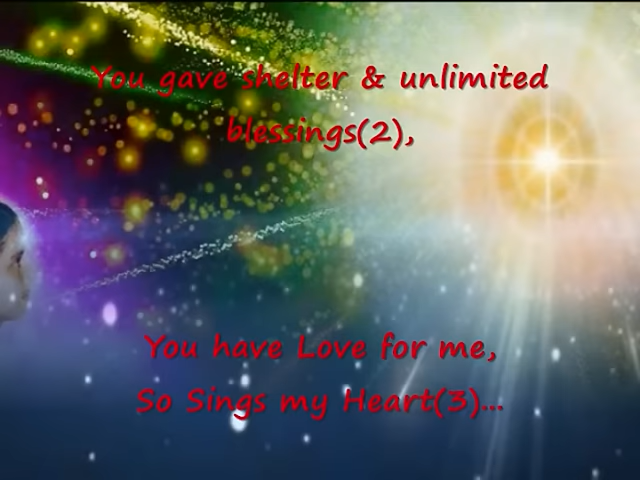 You gave shelter & unlimited
blessings(2),
You have Love for me,
So Sings my Heart(3)...